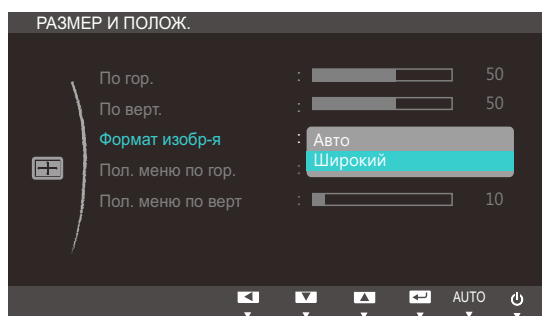 РАЗМЕР И ПОЛОЖ.
По гор. : 50
По верт. : 50
Формат изобр-я : Авто
Широкий
Пол. меню по гор. :
Пол. меню по верт : 10
AUTO